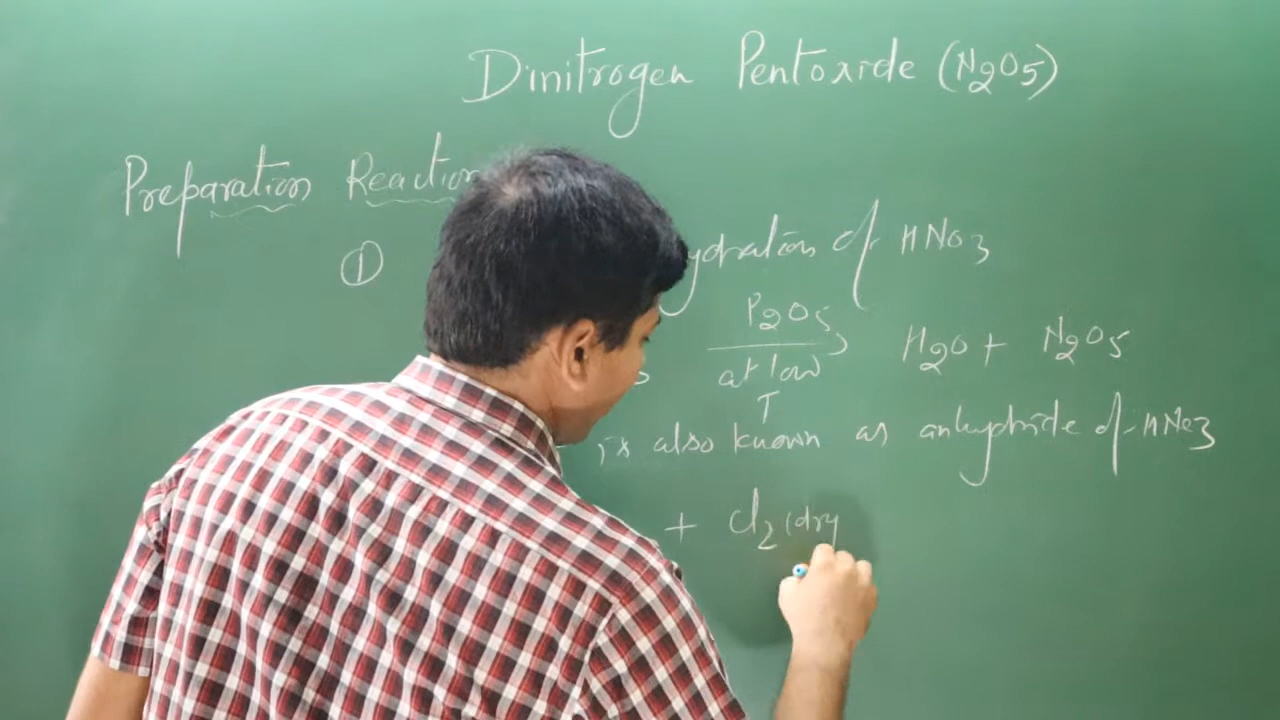 Dinitrogen Pentoxide (N2O5)
Preparation Reaction
① ydration of HNO3
P2O5
at low
T
H2O + N2O5
is also known as anhydride of HNO3
+ Cl2 (dry